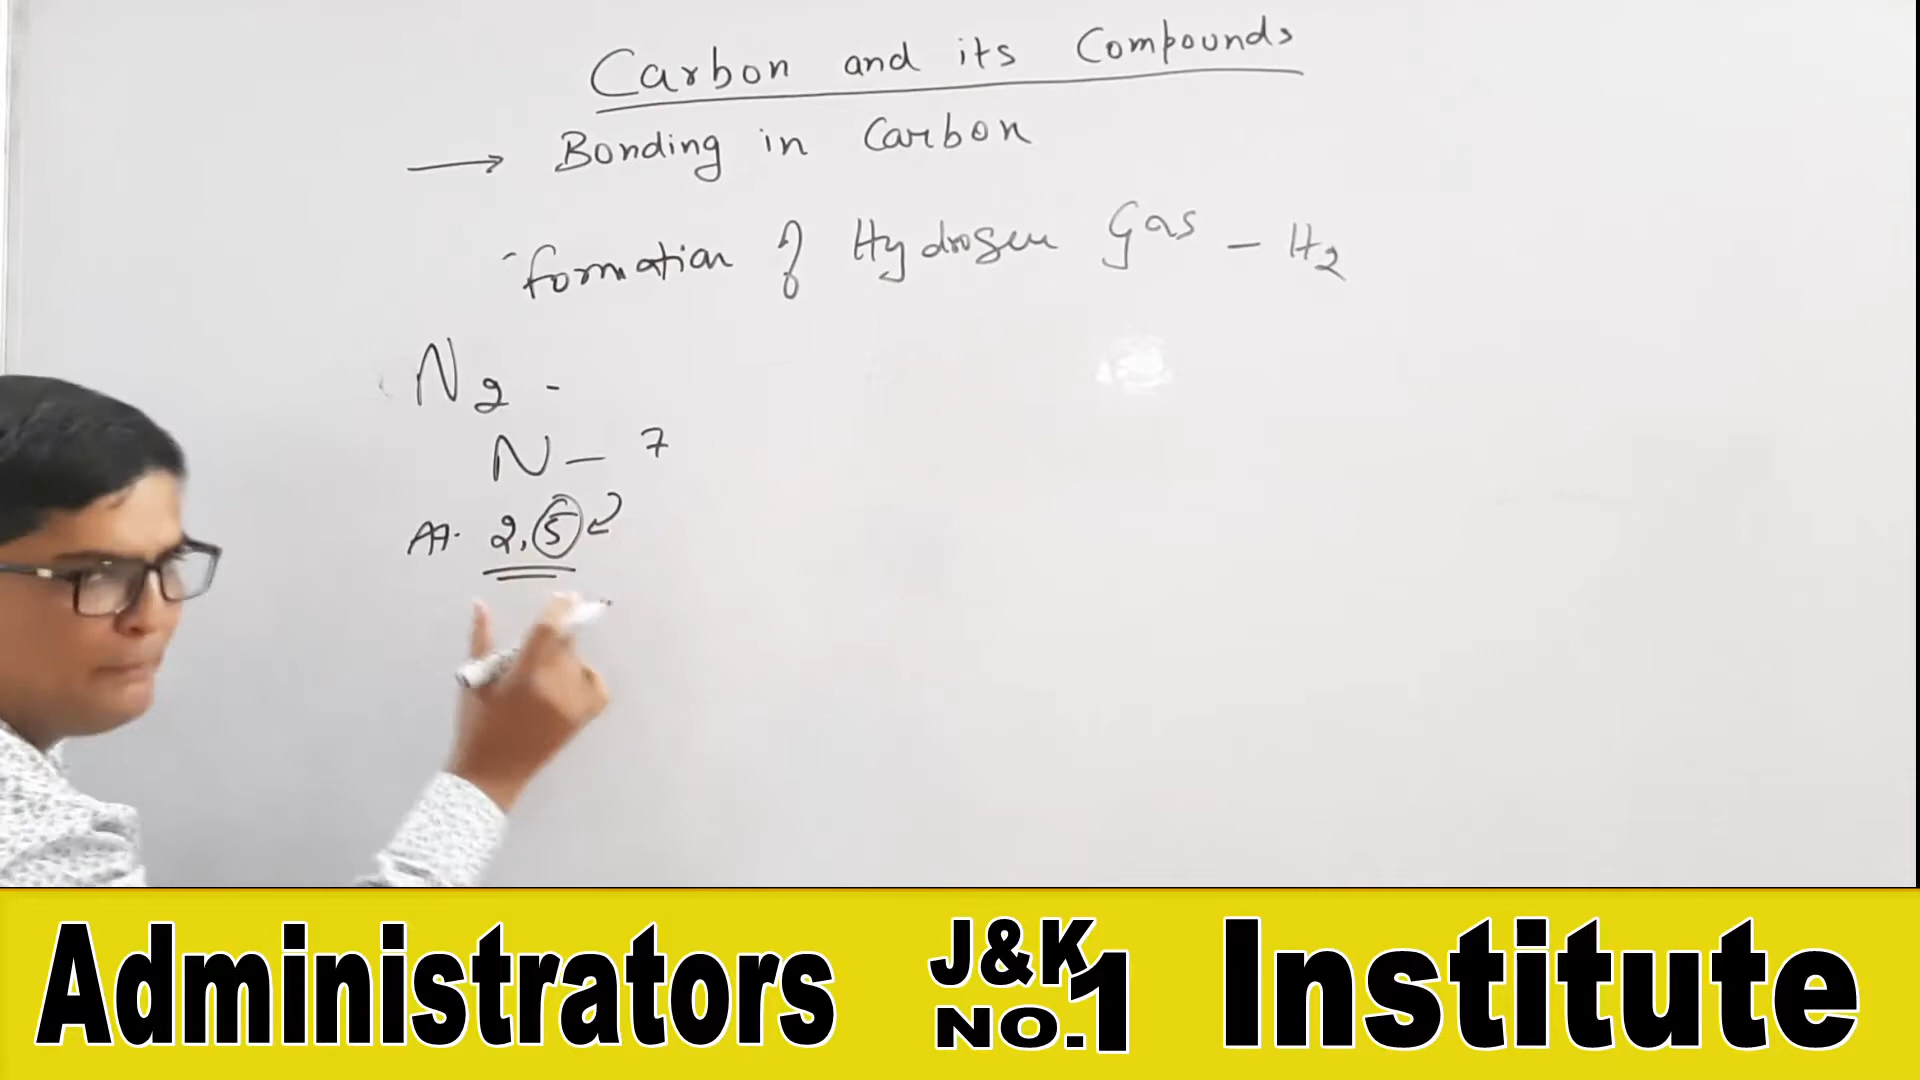 Carbon and its Compounds
→ Bonding in Carbon
formation of Hydrogen Gas - H2
N2 -
N - 7
2, 5
Administrators J&K NO.1 Institute